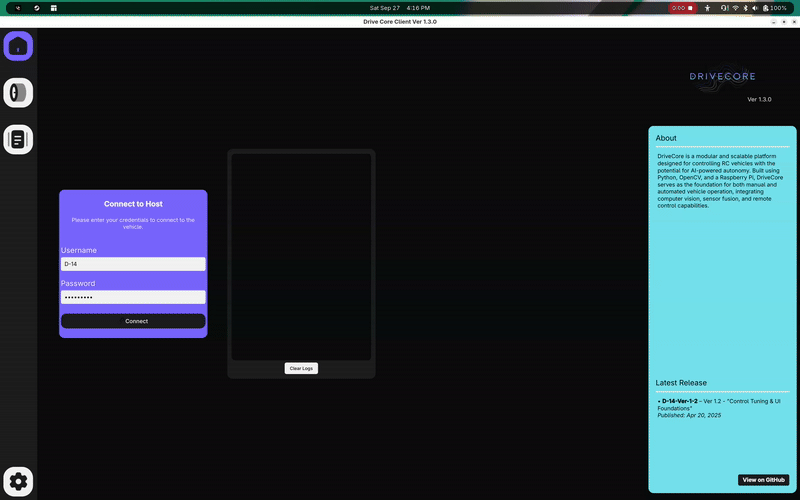 Sat Sep 27 4:16 PM
0:00
100%
Drive Core Client Ver 1.3.0
DRIVECORE
Ver 1.3.0
Connect to Host
Please enter your credentials to connect to the
vehicle.
Username
D-14
Password
•••••••••
Connect
Clear Logs
About
DriveCore is a modular and scalable platform
designed for controlling RC vehicles with the
potential for AI-powered autonomy. Built using
Python, OpenCV, and a Raspberry Pi, DriveCore
serves as the foundation for both manual and
automated vehicle operation, integrating
computer vision, sensor fusion, and remote
control capabilities.
Latest Release
• D-14-Ver-1-2 – Ver 1.2 - "Control Tuning & UI
Foundations"
Published: Apr 20, 2025
View on GitHub